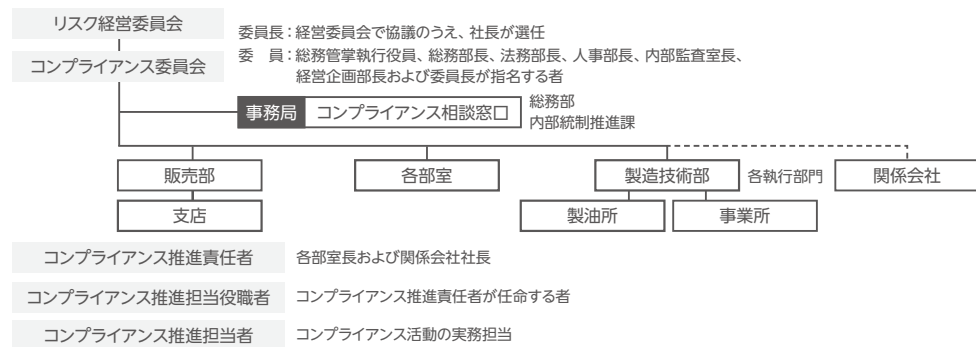 リスク経営委員会
委員長：経営委員会で協議のうえ、社長が選任
コンプライアンス委員会
委　員：総務管掌執行役員、総務部長、法務部長、人事部長、内部監査室長、
経営企画部長および委員長が指名する者
事務局 コンプライアンス相談窓口
総務部
内部統制推進課
販売部 各部室 製造技術部 各執行部門 関係会社
支店 製油所 事業所
コンプライアンス推進責任者 各部室長および関係会社社長
コンプライアンス推進担当役職者 コンプライアンス推進責任者が任命する者
コンプライアンス推進担当者 コンプライアンス活動の実務担当